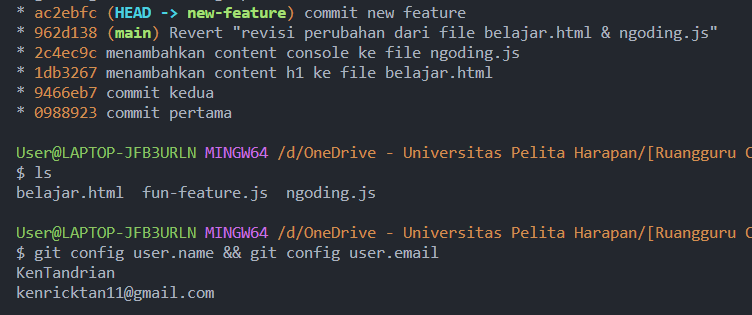 * ac2ebfc (HEAD -> new-feature) commit new feature
* 962d138 (main) Revert "revisi perubahan dari file belajar.html & ngoding.js"
* 2c4ec9c menambahkan content console ke file ngoding.js
* 1db3267 menambahkan content h1 ke file belajar.html
* 9466eb7 commit kedua
* 0988923 commit pertama
User@LAPTOP-JFB3URLN MINGW64 /d/OneDrive - Universitas Pelita Harapan/[Ruangguru C
$ ls
belajar.html  fun-feature.js  ngoding.js
User@LAPTOP-JFB3URLN MINGW64 /d/OneDrive - Universitas Pelita Harapan/[Ruangguru C
$ git config user.name && git config user.email
KenTandrian
kenricktan11@gmail.com